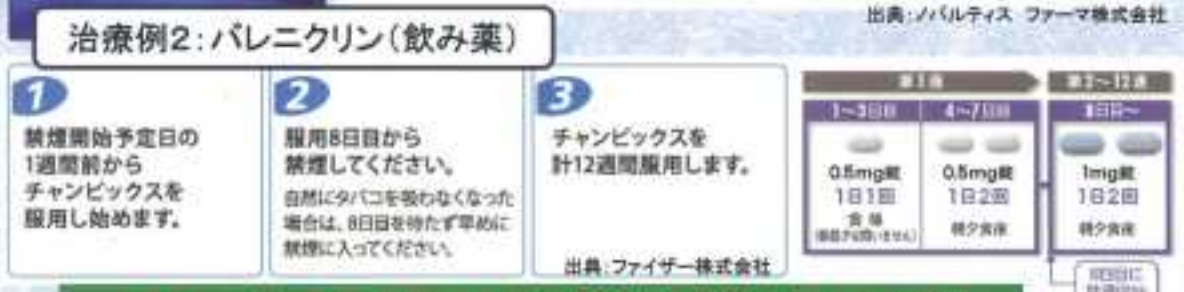 出典:ノバルティス ファーマ株式会社
治療例2:バレニクリン(飲み薬)
1
禁煙開始予定日の
1週間前から
チャンピックスを
服用し始めます。
2
服用8日目から
禁煙してください。
自然にタバコを吸わなくなった
場合は、8日目を待たず早めに
禁煙に入ってください。
3
チャンピックスを
計12週間服用します。
出典:ファイザー株式会社
第1週
1~3日目
0.5mg錠
1日1回
食後
4~7日目
0.5mg錠
1日2回
朝夕食後
第2~12週
8日目~
1mg錠
1日2回
朝夕食後